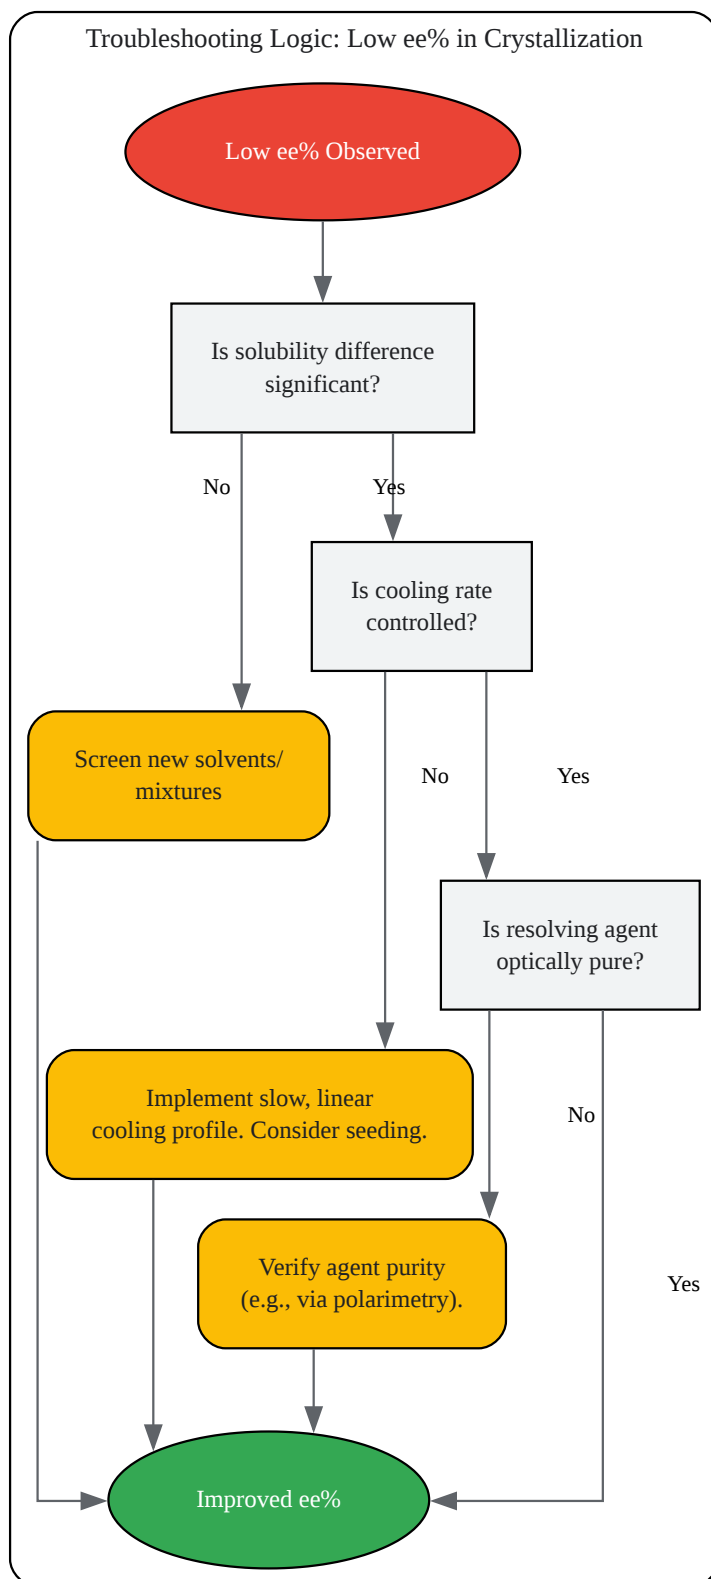 Troubleshooting Logic: Low ee% in Crystallization
Low ee% Observed
Is solubility difference
significant?
No
Yes
Is cooling rate
controlled?
Screen new solvents/
mixtures
No
Yes
Is resolving agent
optically pure?
Implement slow, linear
cooling profile. Consider seeding.
No
Verify agent purity
(e.g., via polarimetry).
Yes
Improved ee%